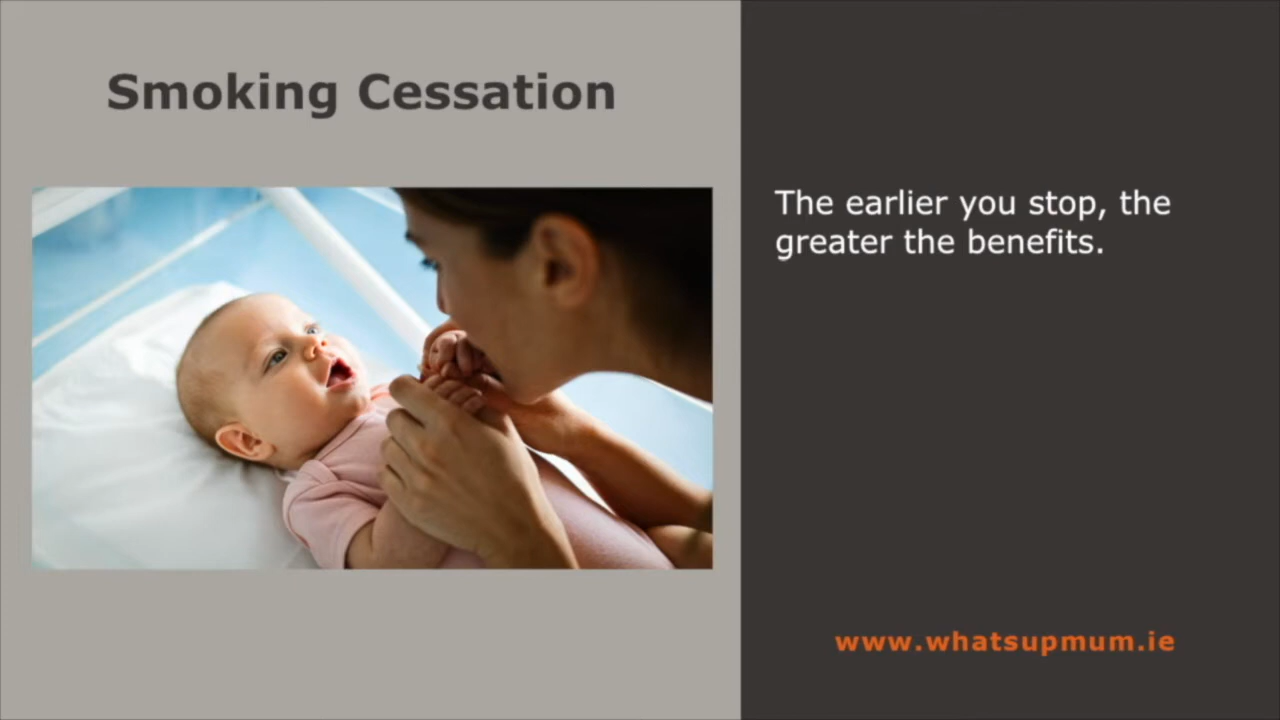 Smoking Cessation
The earlier you stop, the
greater the benefits.
www.whatsupmum.ie